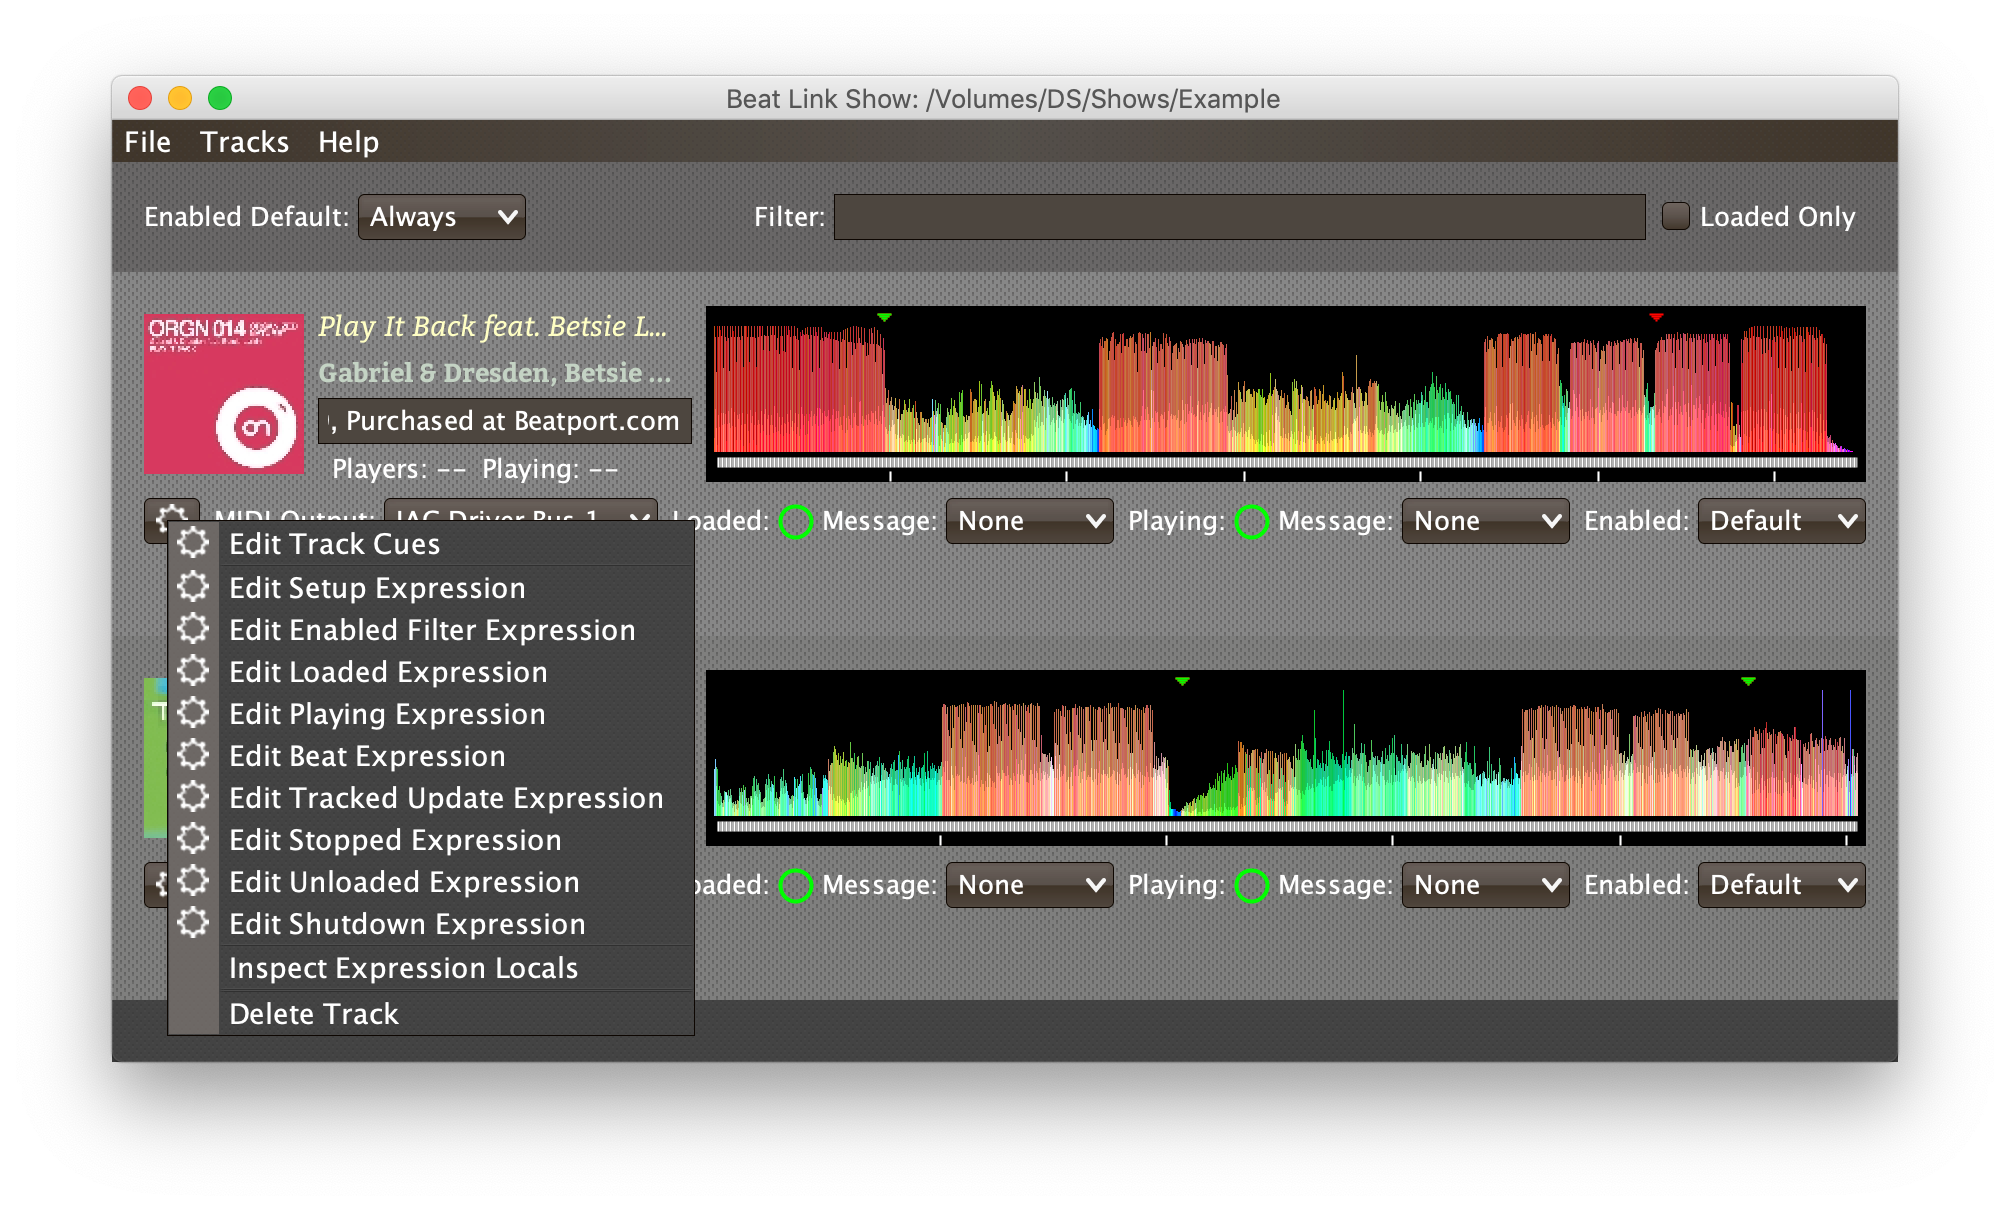 Beat Link Show: /Volumes/DS/Shows/Example
File Tracks Help
Enabled Default: Always Filter: Loaded Only
ORGN 014
Play It Back feat. Betsie L...
Gabriel & Dresden, Betsie ...
, Purchased at Beatport.com
Players: -- Playing: --
MIDI Output: IAC Driver Bus 1 Loaded: Message: None Playing: Message: None Enabled: Default
Edit Track Cues
Edit Setup Expression
Edit Enabled Filter Expression
Edit Loaded Expression
Edit Playing Expression
Edit Beat Expression
Edit Tracked Update Expression
Edit Stopped Expression
Edit Unloaded Expression
Edit Shutdown Expression
Inspect Expression Locals
Delete Track
Message: None Playing: Message: None Enabled: Default